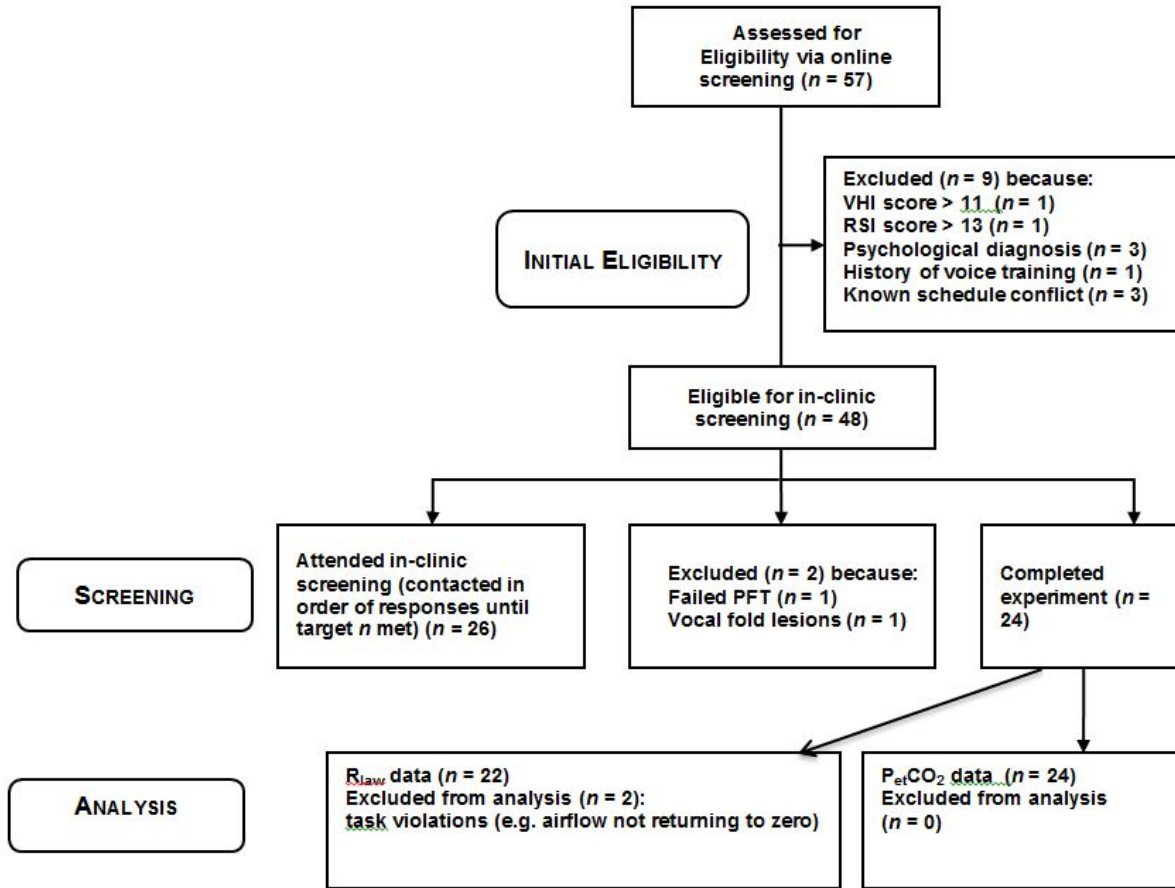 Assessed for
Eligibility via online
screening (n = 57)
Excluded (n = 9) because:
VHI score > 11 (n = 1)
RSI score > 13 (n = 1)
Psychological diagnosis (n = 3)
History of voice training (n = 1)
Known schedule conflict (n = 3)
INITIAL ELIGIBILITY
Eligible for in-clinic
screening (n = 48)
SCREENING
Attended in-clinic
screening (contacted in
order of responses until
target n met) (n = 26)
Excluded (n = 2) because:
Failed PFT (n = 1)
Vocal fold lesions (n = 1)
Completed
experiment (n =
24)
ANALYSIS
Rlaw data (n = 22)
Excluded from analysis (n = 2):
task violations (e.g. airflow not returning to zero)
PetCO2 data (n = 24)
Excluded from analysis
(n = 0)